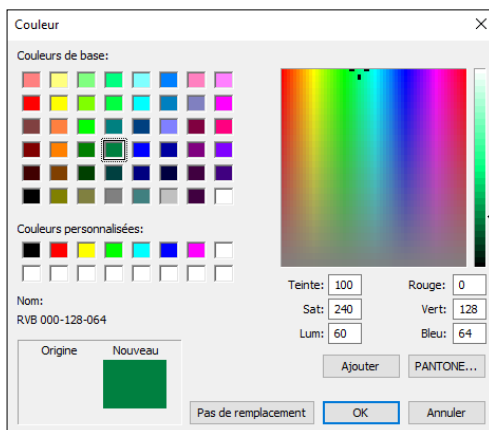 Couleur
Couleurs de base:
Couleurs personnalisées:
Nom:
RVB 000-128-064
Origine Nouveau
Teinte: 100 Rouge: 0
Sat: 240 Vert: 128
Lum: 60 Bleu: 64
Ajouter PANTONE...
Pas de remplacement OK Annuler